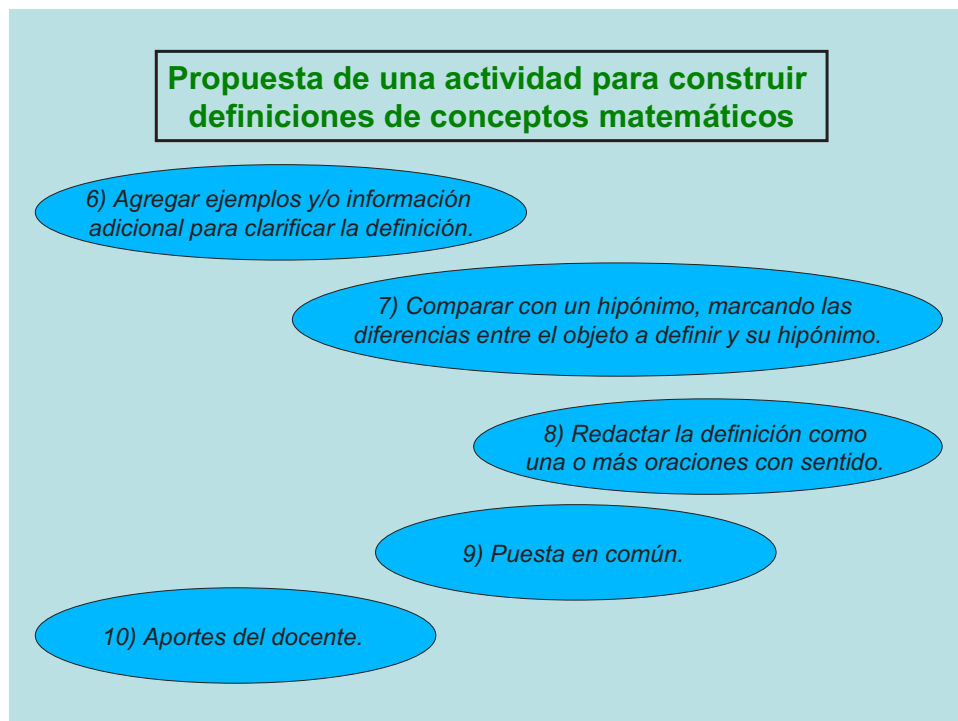 Propuesta de una actividad para construir
definiciones de conceptos matemáticos
6) Agregar ejemplos y/o información
adicional para clarificar la definición.
7) Comparar con un hipónimo, marcando las
diferencias entre el objeto a definir y su hipónimo.
8) Redactar la definición como
una o más oraciones con sentido.
9) Puesta en común.
10) Aportes del docente.